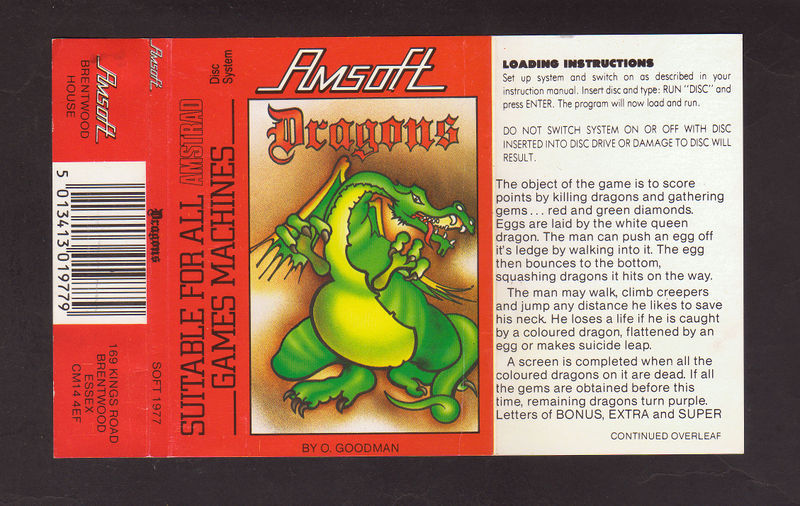 Amsoft
BRENTWOOD
HOUSE
5 013413 019779
169 KINGS ROAD
BRENTWOOD
ESSEX
CM14 4EF
Amsoft
Dragons
SOFT 1977
Disc
System
SUITABLE FOR ALL AMSTRAD
GAMES MACHINES
Amsoft
Dragons
BY O. GOODMAN
LOADING INSTRUCTIONS
Set up system and switch on as described in your
instruction manual. Insert disc and type: RUN "DISC" and
press ENTER. The program will now load and run.
DO NOT SWITCH SYSTEM ON OR OFF WITH DISC
INSERTED INTO DISC DRIVE OR DAMAGE TO DISC WILL
RESULT.
The object of the game is to score
points by killing dragons and gathering
gems... red and green diamonds.
Eggs are laid by the white queen
dragon. The man can push an egg off
it's ledge by walking into it. The egg
then bounces to the bottom,
squashing dragons it hits on the way.
The man may walk, climb creepers
and jump any distance he likes to save
his neck. He loses a life if he is caught
by a coloured dragon, flattened by an
egg or makes suicide leap.
A screen is completed when all the
coloured dragons on it are dead. If all
the gems are obtained before this
time, remaining dragons turn purple.
Letters of BONUS, EXTRA and SUPER
CONTINUED OVERLEAF